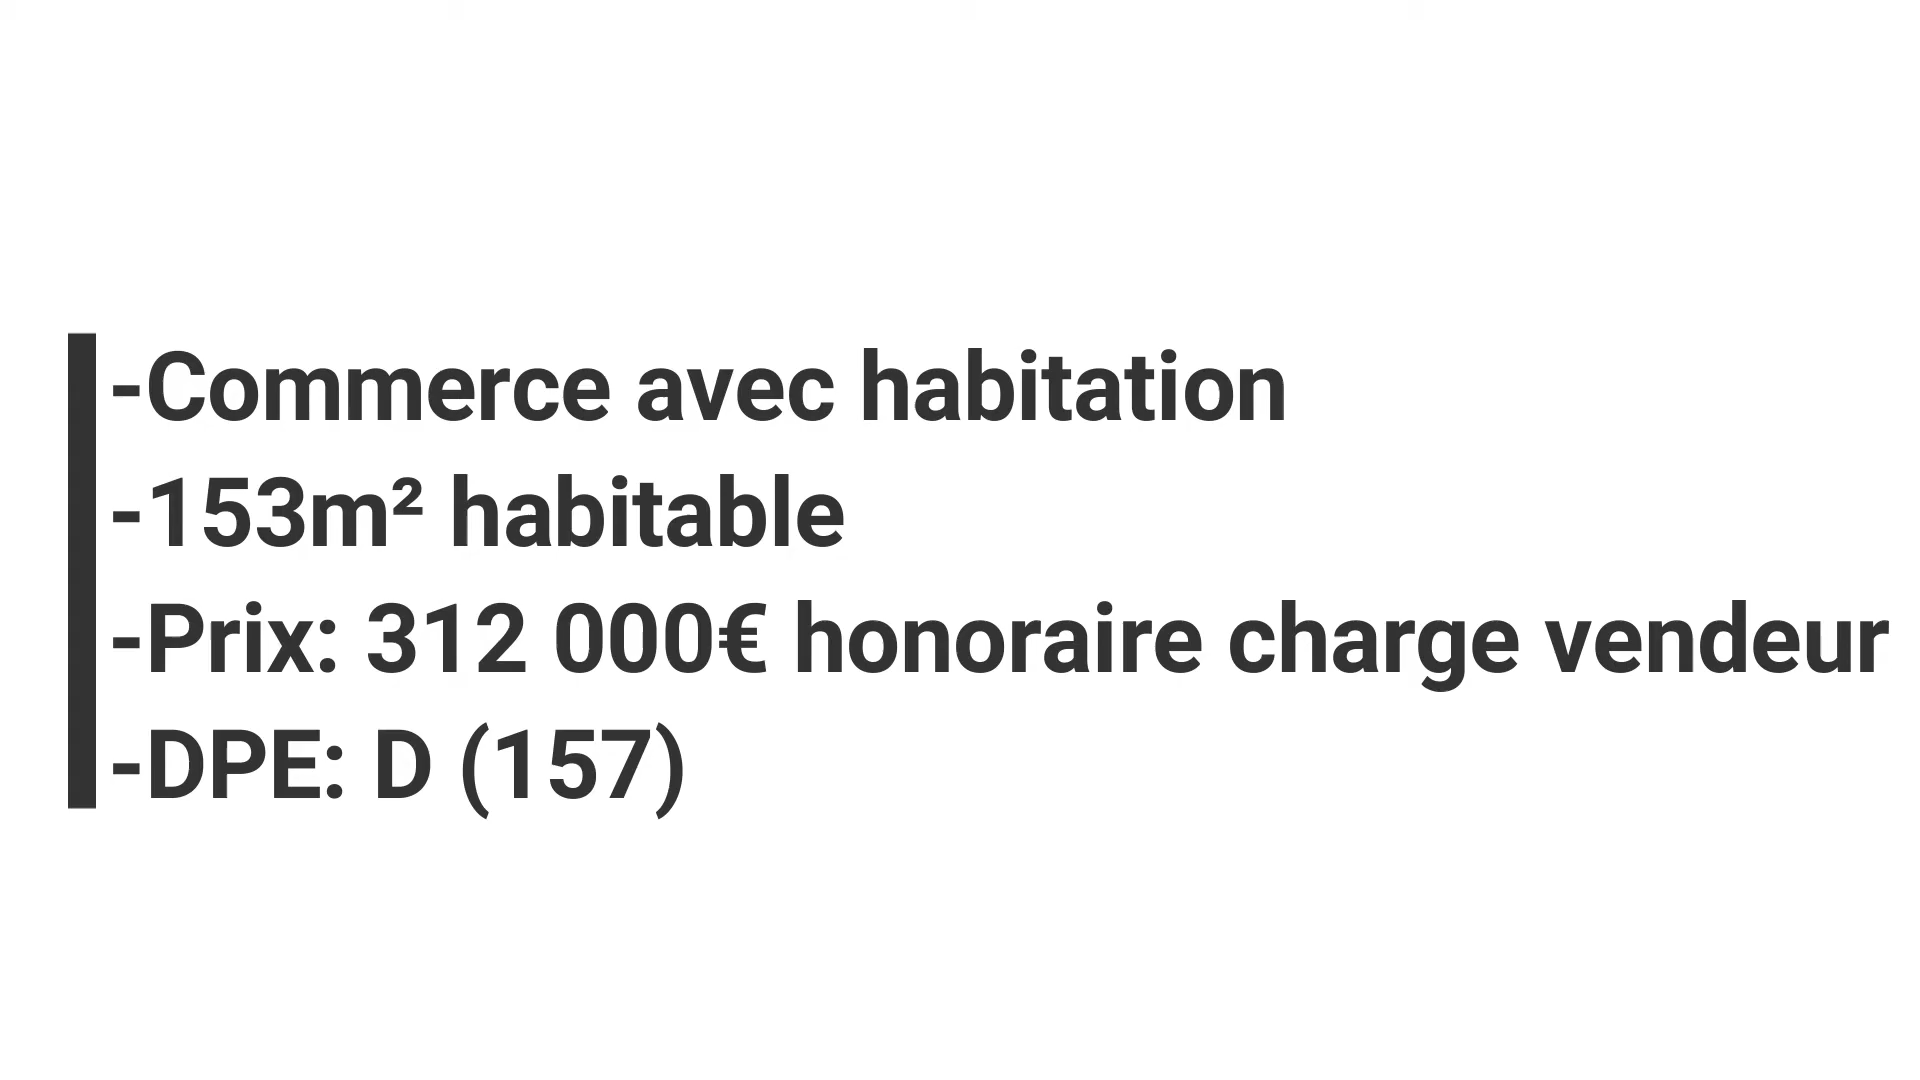 -Commerce avec habitation
-153m² habitable
-Prix: 312 000€ honoraire charge vendeur
-DPE: D (157)